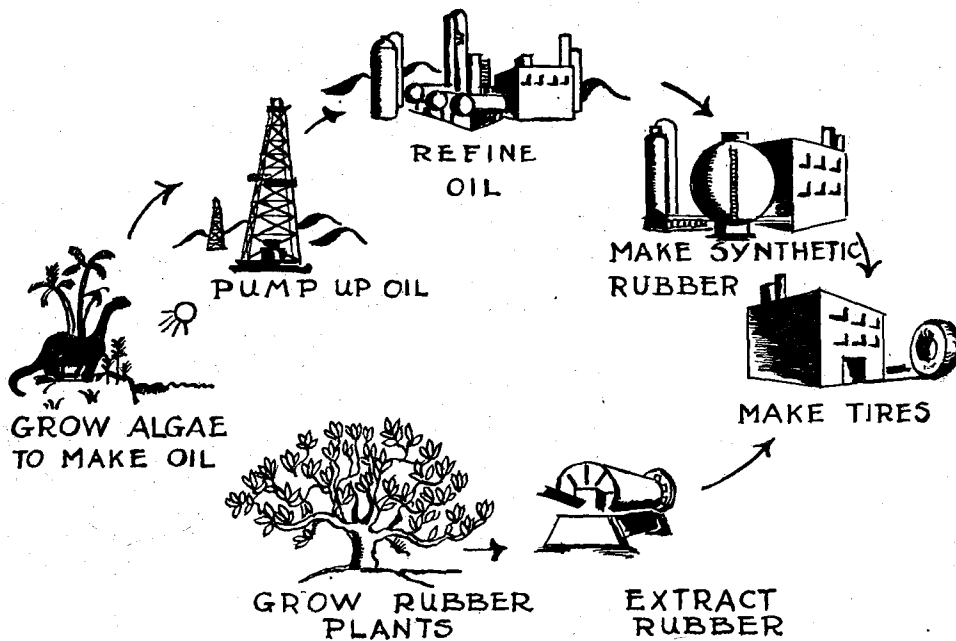 REFINE
OIL
MAKE SYNTHETIC
RUBBER
PUMP UP OIL
MAKE TIRES
GROW ALGAE
TO MAKE OIL
GROW RUBBER
PLANTS
EXTRACT
RUBBER